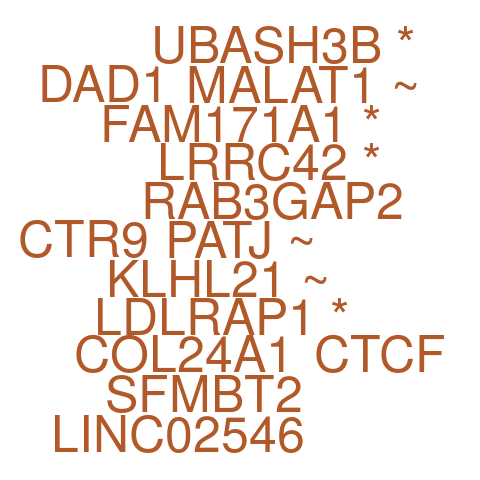 UBASH3B *
DAD1 MALAT1 ~
FAM171A1 *
LRRC42 *
RAB3GAP2
CTR9 PATJ ~
KLHL21 ~
LDLRAP1 *
COL24A1 CTCF
SFMBT2
LINC02546